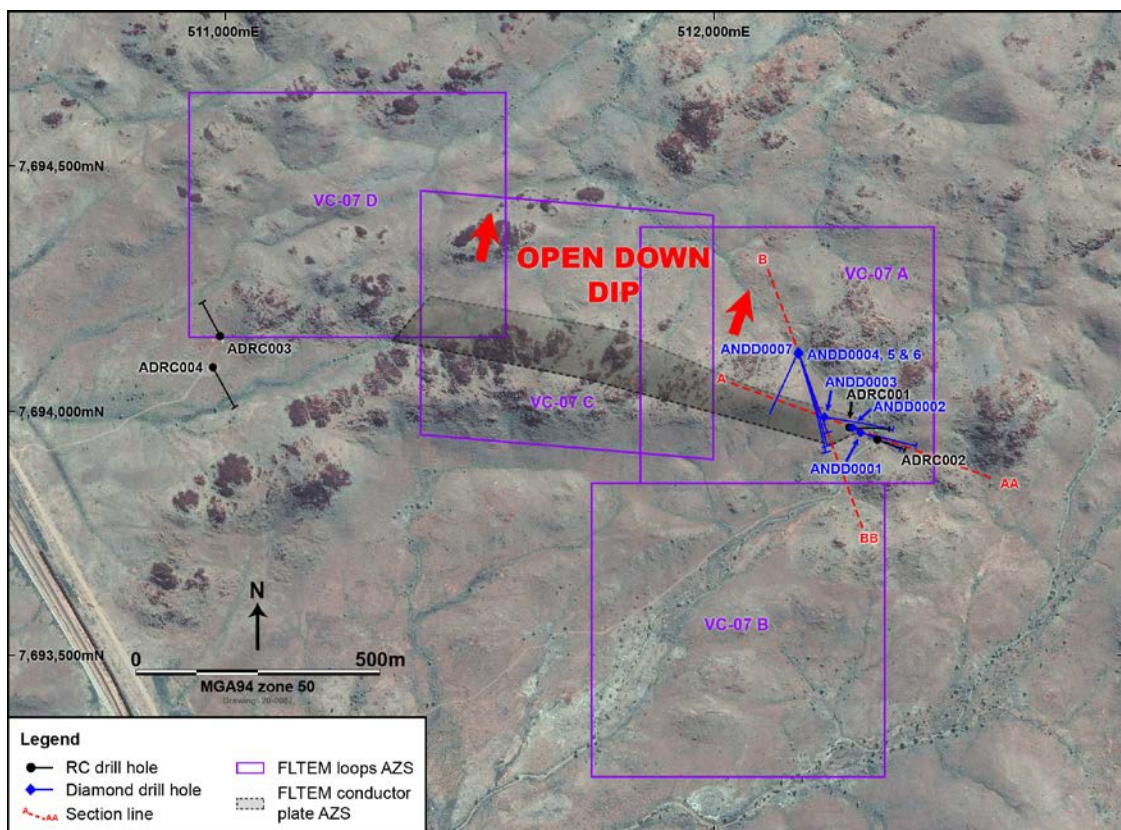 511,000mE
512,000mE
7,694,500mN
VC-07 D
OPEN DOWN
DIP
B
VC-07 A
ANDD0007
ANDD0004, 5 & 6
ADRC003
ADRC004
A
ANDD0003
ADRC001
ANDD0002
7,694,000mN
VC-07 C
ANDD0001
ADRC002
AA
BB
N
VC-07 B
7,693,500mN
0
500m
MGA94 zone 50
Legend
RC drill hole
Diamond drill hole
A AA Section line
FLTEM loops AZS
FLTEM conductor
plate AZS